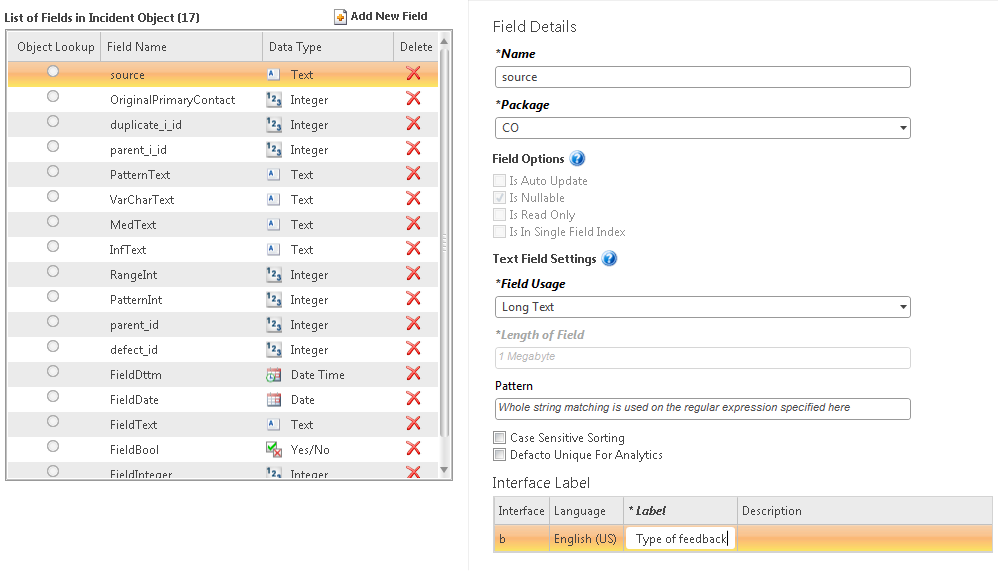 List of Fields in Incident Object (17)
Add New Field
Object Lookup Field Name Data Type Delete
source Text
OriginalPrimaryContact Integer
duplicate_i_id Integer
parent_i_id Integer
PatternText Text
VarCharText Text
MedText Text
InfText Text
RangeInt Integer
PatternInt Integer
parent_id Integer
defect_id Integer
FieldDttm Date Time
FieldDate Date
FieldText Text
FieldBool Yes/No
FieldInteger Integer
Field Details
*Name
source
*Package
CO
Field Options
Is Auto Update
Is Nullable
Is Read Only
Is In Single Field Index
Text Field Settings
*Field Usage
Long Text
*Length of Field
1 Megabyte
Pattern
Whole string matching is used on the regular expression specified here
Case Sensitive Sorting
Defacto Unique For Analytics
Interface Label
Interface Language * Label Description
b English (US) Type of feedback